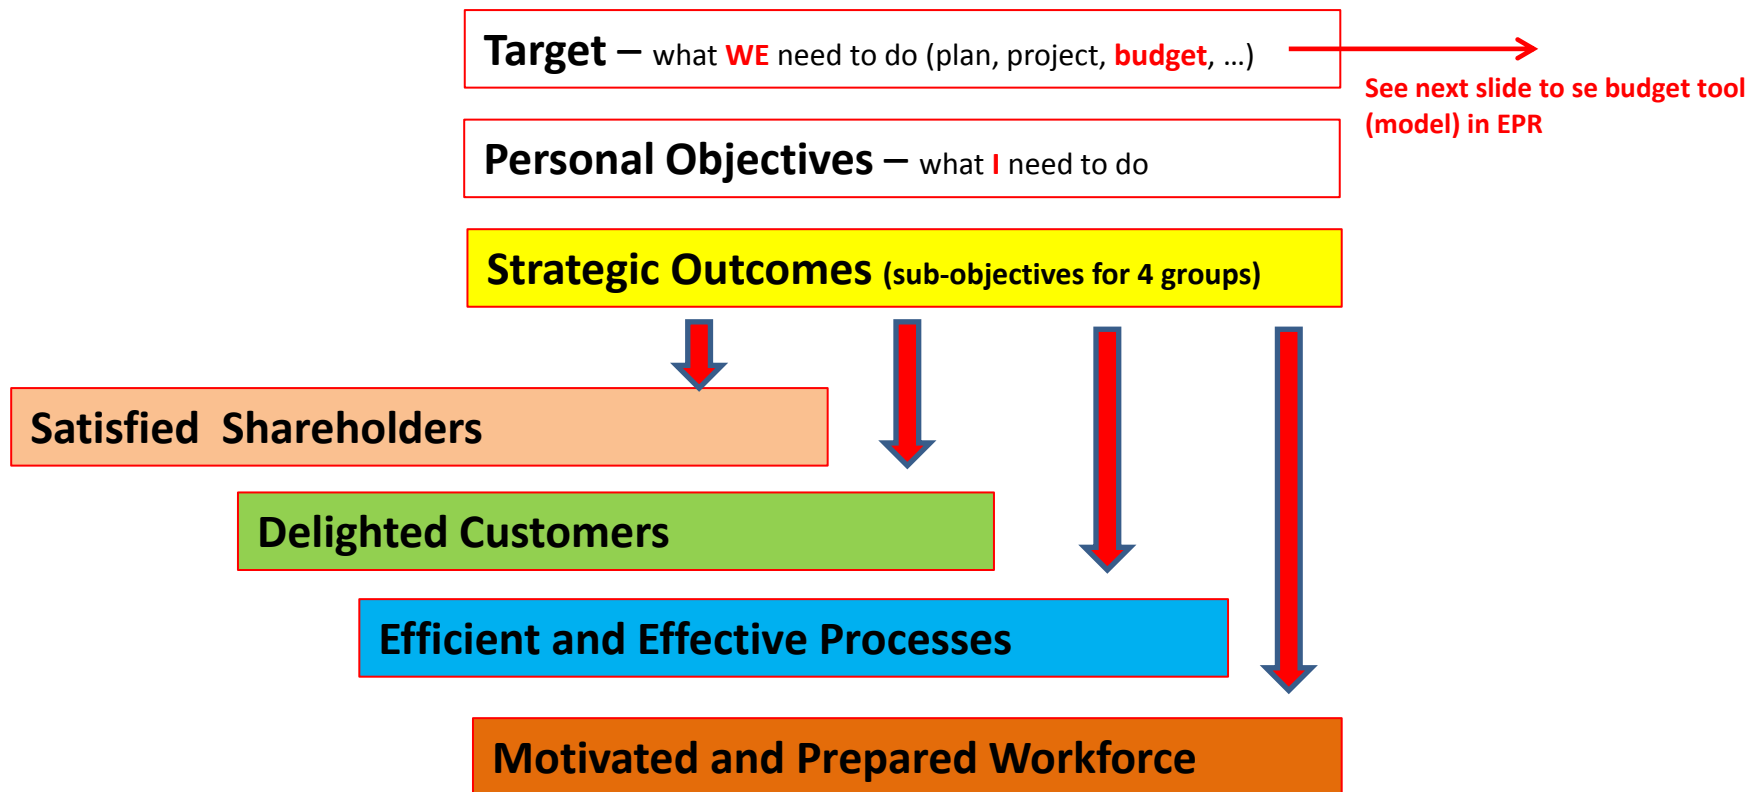 Target – what WE need to do (plan, project, budget, ...)
See next slide to se budget tool
(model) in EPR
Personal Objectives – what I need to do
Strategic Outcomes (sub-objectives for 4 groups)
Satisfied  Shareholders
Delighted Customers
Efficient and Effective Processes
Motivated and Prepared Workforce